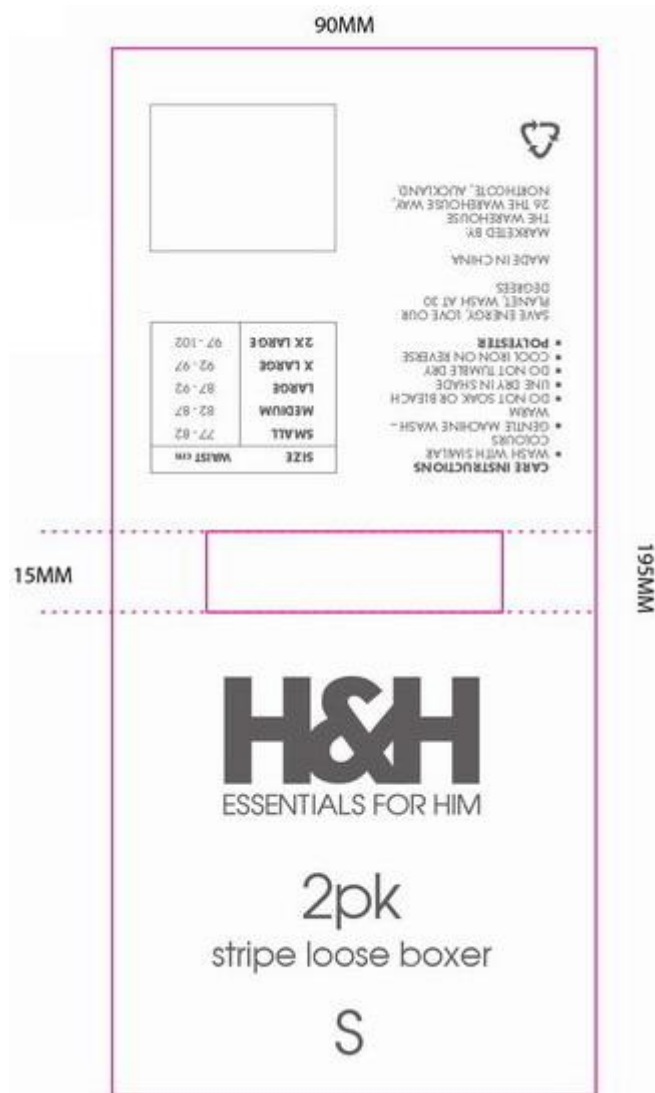 90MM
CARE INSTRUCTIONS
• WASH WITH SIMILAR
COLOURS
• GENTLE MACHINE WASH –
WARM
• DO NOT SOAK OR BLEACH
• LINE DRY IN SHADE
• DO NOT TUMBLE DRY
• COOL IRON ON REVERSE
• POLYESTER
SAVE ENERGY, LOVE OUR
PLANET, WASH AT 30
DEGREES
MADE IN CHINA
MARKETED BY:
THE WAREHOUSE
26 THE WAREHOUSE WAY,
NORTHCOTE, AUCKLAND.
SIZE WAIST cm
SMALL 77 - 82
MEDIUM 82 - 87
LARGE 87 - 92
X LARGE 92 - 97
2X LARGE 97 - 102
15MM
195MM
H&H
ESSENTIALS FOR HIM
2pk
stripe loose boxer
S